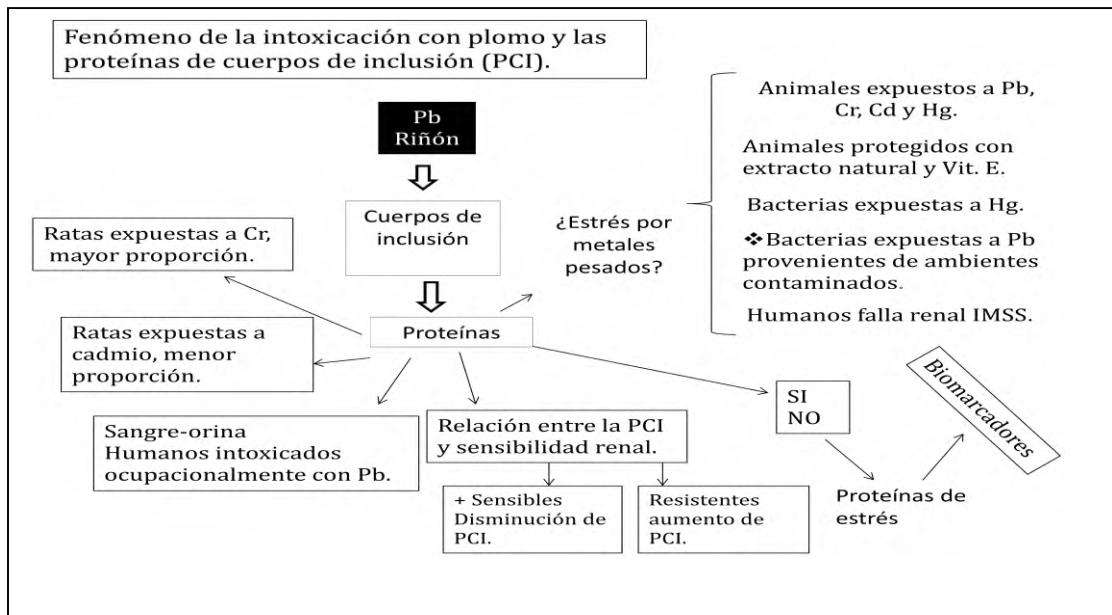 Fenómeno de la intoxicación con plomo y las
proteínas de cuerpos de inclusión (PCI).
Pb
Riñón
Cuerpos de
inclusión
Proteínas
¿Estrés por
metales
pesados?
Animales expuestos a Pb,
Cr, Cd y Hg.
Animales protegidos con
extracto natural y Vit. E.
Bacterias expuestas a Hg.
❖Bacterias expuestas a Pb
provenientes de ambientes
contaminados.
Humanos falla renal IMSS.
Ratas expuestas a Cr,
mayor proporción.
Ratas expuestas a
cadmio, menor
proporción.
Sangre-orina
Humanos intoxicados
ocupacionalmente con Pb.
Relación entre la PCI
y sensibilidad renal.
+ Sensibles
Disminución de
PCI.
Resistentes
aumento de
PCI.
SI
NO
Proteínas de
estrés
Biomarcadores